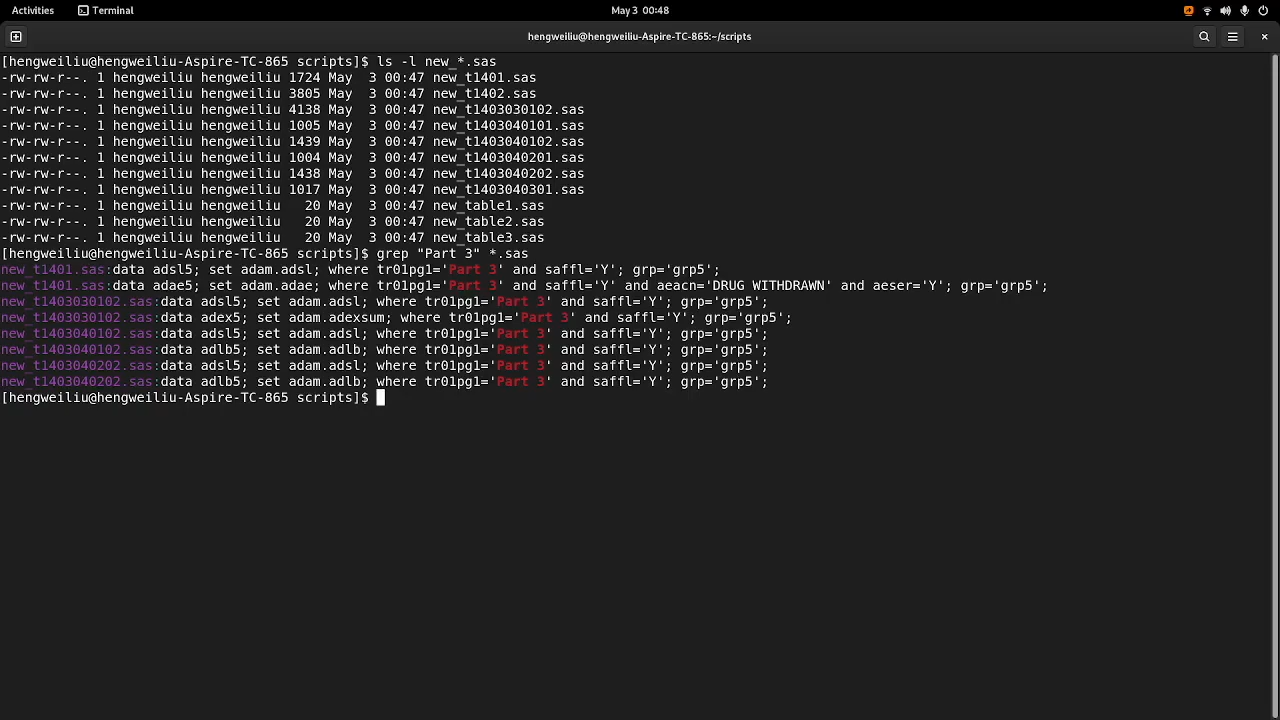 Activities Terminal May 3 00:48
hengweiliu@hengweiliu-Aspire-TC-865:~/scripts
[hengweiliu@hengweiliu-Aspire-TC-865 scripts]$ ls -l new_*.sas
-rw-rw-r--. 1 hengweiliu hengweiliu 1724 May  3 00:47 new_t1401.sas
-rw-rw-r--. 1 hengweiliu hengweiliu 3805 May  3 00:47 new_t1402.sas
-rw-rw-r--. 1 hengweiliu hengweiliu 4138 May  3 00:47 new_t1403030102.sas
-rw-rw-r--. 1 hengweiliu hengweiliu 1005 May  3 00:47 new_t1403040101.sas
-rw-rw-r--. 1 hengweiliu hengweiliu 1439 May  3 00:47 new_t1403040102.sas
-rw-rw-r--. 1 hengweiliu hengweiliu 1004 May  3 00:47 new_t1403040201.sas
-rw-rw-r--. 1 hengweiliu hengweiliu 1438 May  3 00:47 new_t1403040202.sas
-rw-rw-r--. 1 hengweiliu hengweiliu 1017 May  3 00:47 new_t1403040301.sas
-rw-rw-r--. 1 hengweiliu hengweiliu   20 May  3 00:47 new_table1.sas
-rw-rw-r--. 1 hengweiliu hengweiliu   20 May  3 00:47 new_table2.sas
-rw-rw-r--. 1 hengweiliu hengweiliu   20 May  3 00:47 new_table3.sas
[hengweiliu@hengweiliu-Aspire-TC-865 scripts]$ grep "Part 3" *.sas
new_t1401.sas:data adsl5; set adam.adsl; where tr01pg1='Part 3' and saffl='Y'; grp='grp5';
new_t1401.sas:data adae5; set adam.adae; where tr01pg1='Part 3' and saffl='Y' and aeacn='DRUG WITHDRAWN' and aeser='Y'; grp='grp5';
new_t1403030102.sas:data adsl5; set adam.adsl; where tr01pg1='Part 3' and saffl='Y'; grp='grp5';
new_t1403030102.sas:data adex5; set adam.adexsum; where tr01pg1='Part 3' and saffl='Y'; grp='grp5';
new_t1403040102.sas:data adsl5; set adam.adsl; where tr01pg1='Part 3' and saffl='Y'; grp='grp5';
new_t1403040102.sas:data adlb5; set adam.adlb; where tr01pg1='Part 3' and saffl='Y'; grp='grp5';
new_t1403040202.sas:data adsl5; set adam.adsl; where tr01pg1='Part 3' and saffl='Y'; grp='grp5';
new_t1403040202.sas:data adlb5; set adam.adlb; where tr01pg1='Part 3' and saffl='Y'; grp='grp5';
[hengweiliu@hengweiliu-Aspire-TC-865 scripts]$